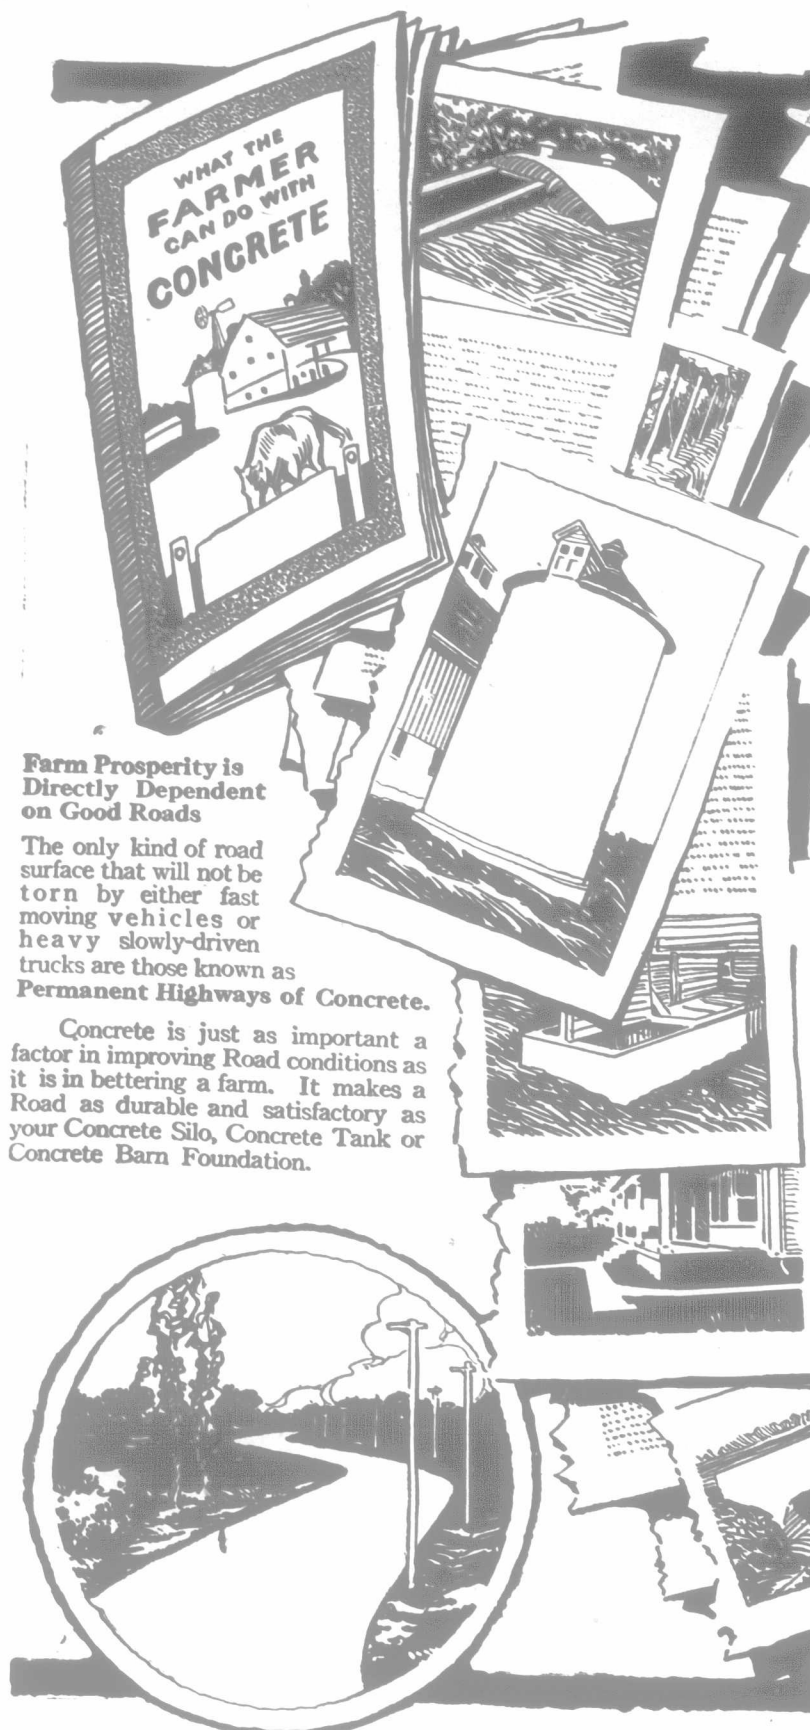 WHAT THE
FARMER
CAN DO WITH
CONCRETE
Farm Prosperity is
Directly Dependent
on Good Roads
The only kind of road
surface that will not be
torn by either fast
moving vehicles or
heavy slowly-driven
trucks are those known as
Permanent Highways of Concrete.
Concrete is just as important a
factor in improving Road conditions as
it is in bettering a farm. It makes a
Road as durable and satisfactory as
your Concrete Silo, Concrete Tank or
Concrete Barn Foundation.